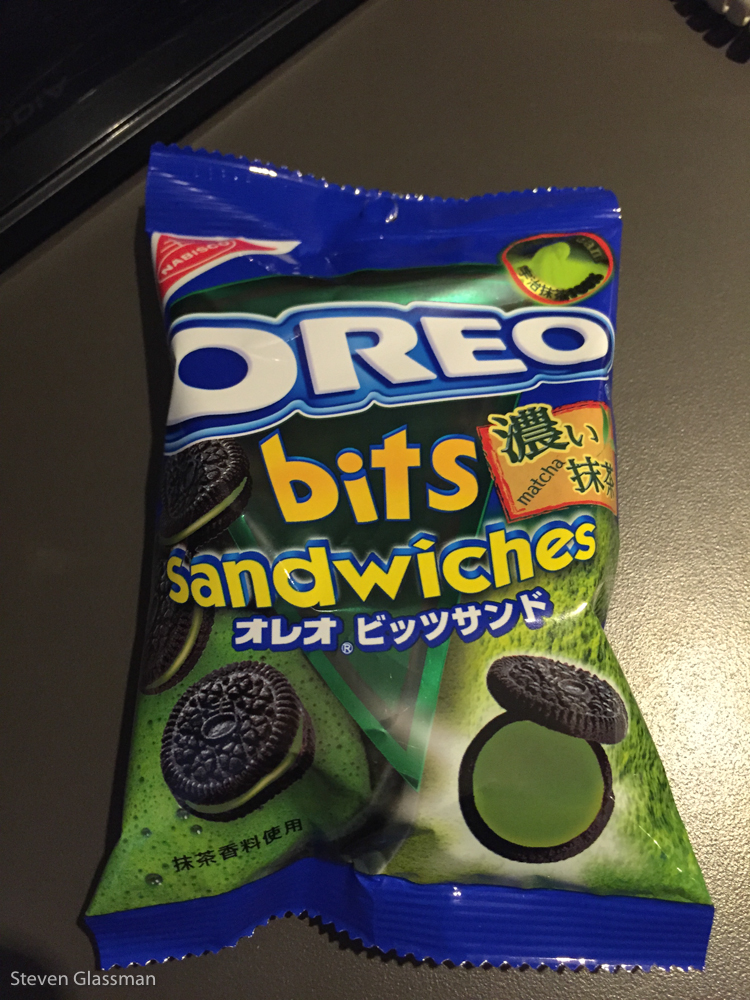 NABISCO
OREO
bits
濃い
matcha
抹茶
sandwiches
オレオ® ビッツサンド
抹茶香料使用
Steven Glassman